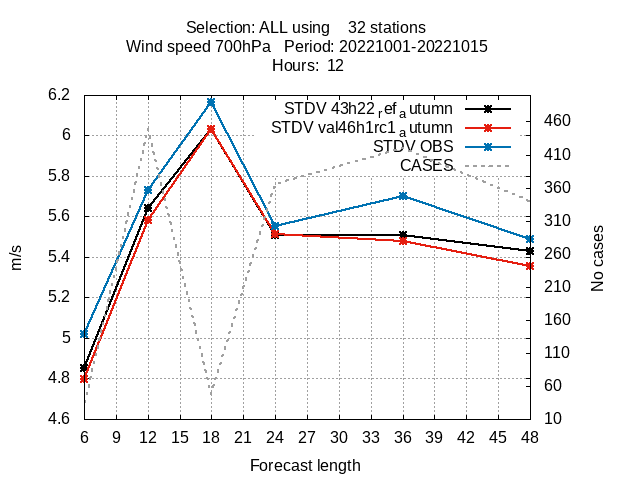 Selection: ALL using    32 stations
Wind speed 700hPa   Period: 20221001-20221015
Hours:  12
STDV 43h22ᵣefₐutumn
STDV val46h1rc1ₐutumn
STDV OBS
CASES
6.2
6
5.8
5.6
5.4
5.2
5
4.8
4.6
m/s
460
410
360
310
260
210
160
110
60
10
No cases
6 9 12 15 18 21 24 27 30 33 36 39 42 45 48
Forecast length